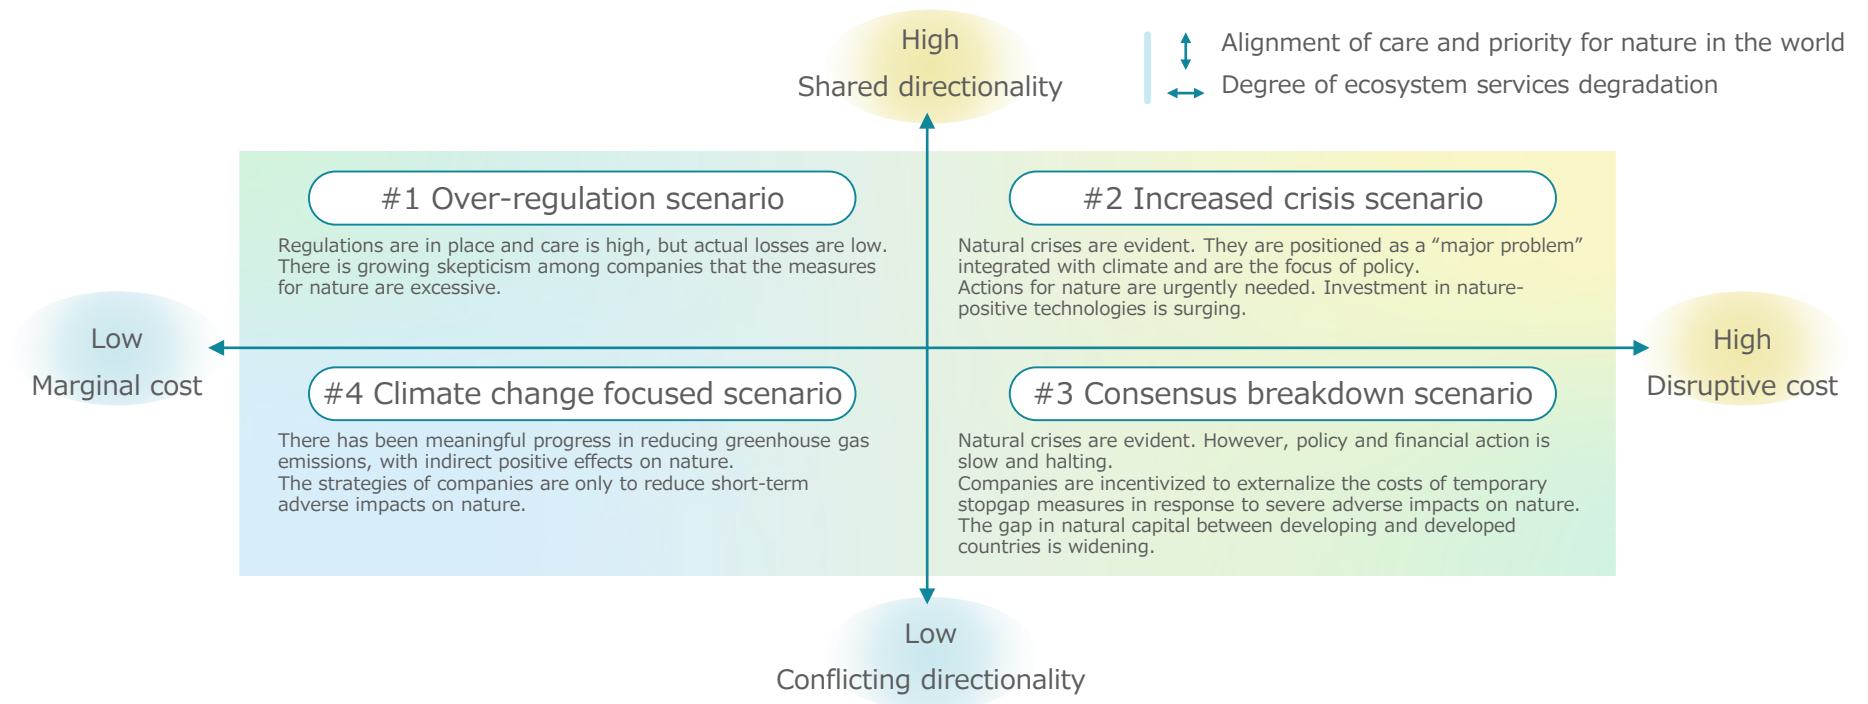 High
Shared directionality
Alignment of care and priority for nature in the world
Degree of ecosystem services degradation
#1 Over-regulation scenario
Regulations are in place and care is high, but actual losses are low.
There is growing skepticism among companies that the measures
for nature are excessive.
#2 Increased crisis scenario
Natural crises are evident. They are positioned as a “major problem”
integrated with climate and are the focus of policy.
Actions for nature are urgently needed. Investment in nature-
positive technologies is surging.
Low
Marginal cost
High
Disruptive cost
#4 Climate change focused scenario
There has been meaningful progress in reducing greenhouse gas
emissions, with indirect positive effects on nature.
The strategies of companies are only to reduce short-term
adverse impacts on nature.
#3 Consensus breakdown scenario
Natural crises are evident. However, policy and financial action is
slow and halting.
Companies are incentivized to externalize the costs of temporary
stopgap measures in response to severe adverse impacts on nature.
The gap in natural capital between developing and developed
countries is widening.
Low
Conflicting directionality